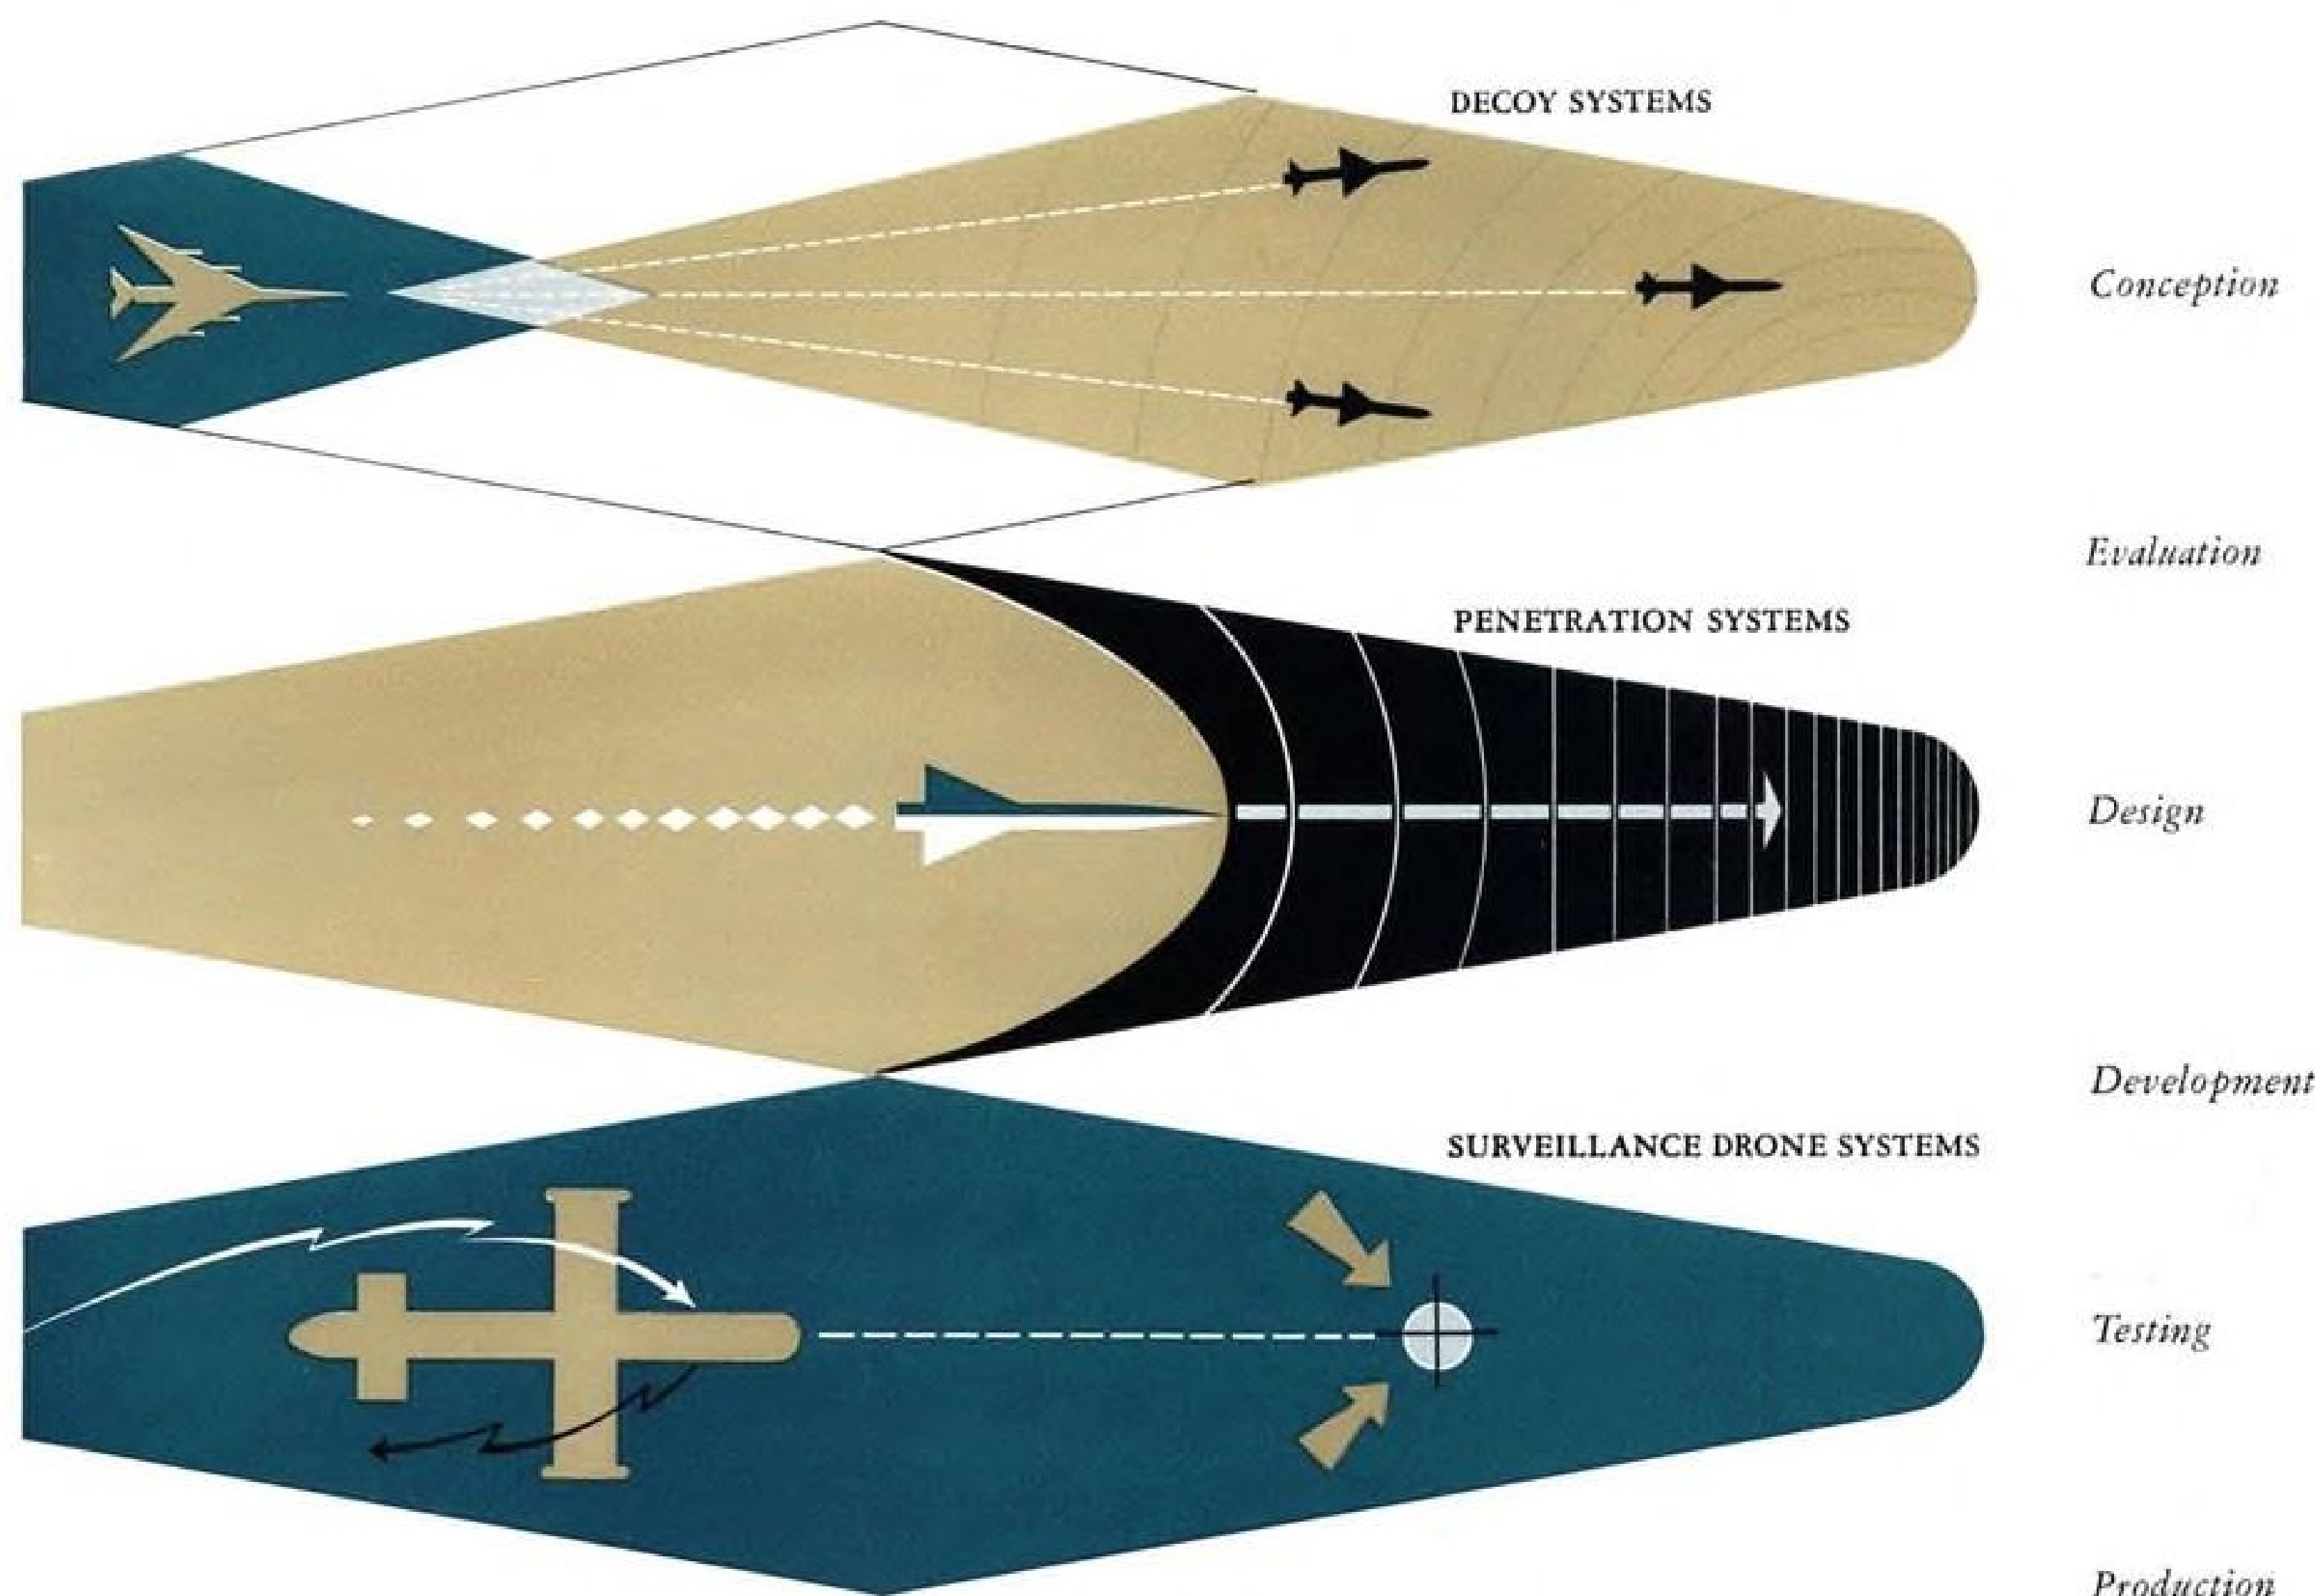 DECOY SYSTEMS
Conception
Evaluation
PENETRATION SYSTEMS
Design
Development
SURVEILLANCE DRONE SYSTEMS
Testing
Production